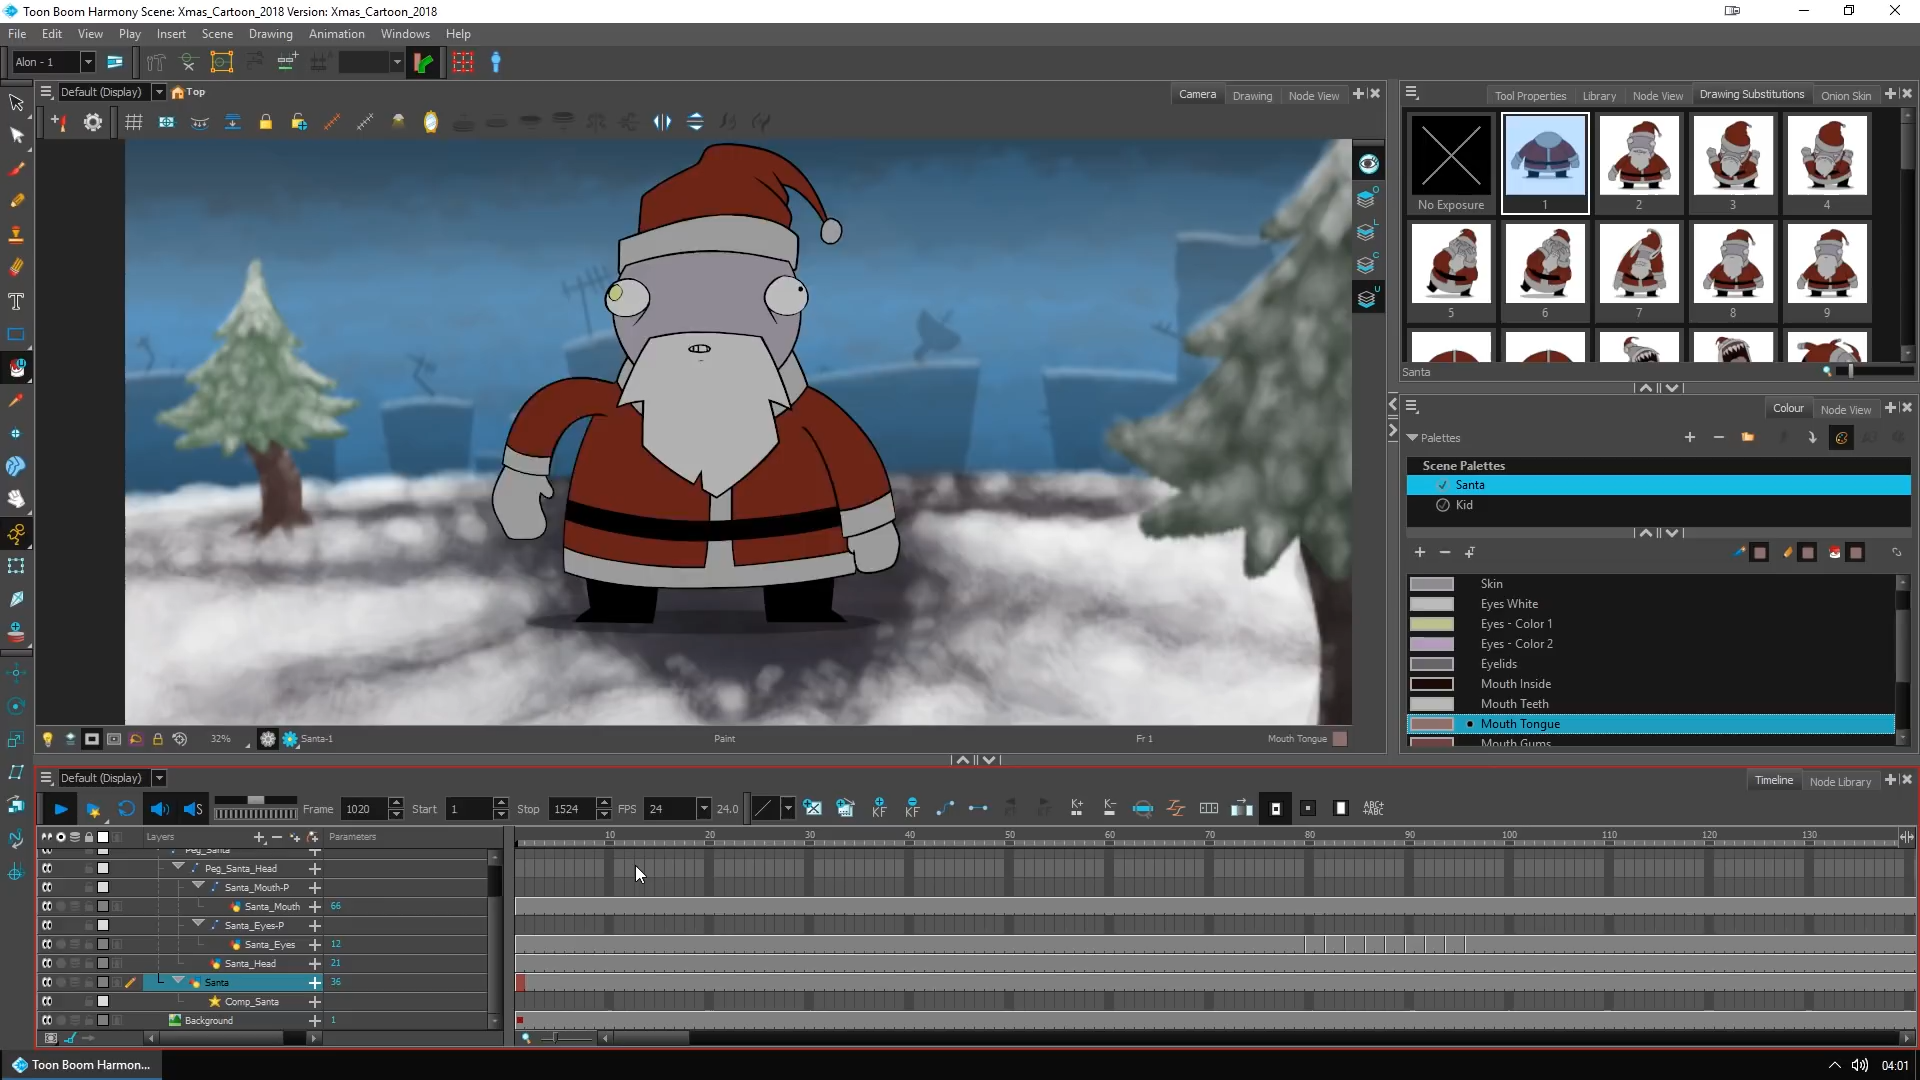 Toon Boom Harmony Scene: Xmas_Cartoon_2018 Version: Xmas_Cartoon_2018
File Edit View Play Insert Scene Drawing Animation Windows Help
Alon - 1
Default (Display) Top Camera Drawing Node View
Tool Properties Library Node View Drawing Substitutions Onion Skin
No Exposure 1 2 3 4
5 6 7 8 9
Santa
Colour Node View
Palettes
Scene Palettes
Santa
Kid
Skin
Eyes White
Eyes - Color 1
Eyes - Color 2
Eyelids
Mouth Inside
Mouth Teeth
Mouth Tongue
Mouth Gums
32% Santa-1 Paint Fr 1 Mouth Tongue
Default (Display) Timeline Node Library
Frame 1020 Start 1 Stop 1524 FPS 24 24.0 K+ K- ABC+ +ABC
KF KF
Layers Parameters 10 20 30 40 50 60 70 80 90 100 110 120 130
Peg_Santa
Peg_Santa_Head
Santa_Mouth-P
Santa_Mouth 66
Santa_Eyes-P
Santa_Eyes 12
Santa_Head 21
Santa 36
Comp_Santa
Background 1
Toon Boom Harmon... 04:01